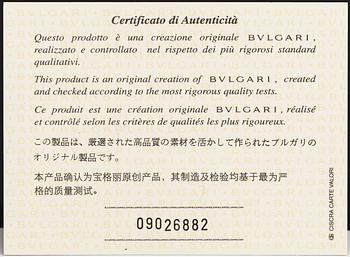 Certificato di Autenticità
Questo prodotto è una creazione originale BVLGARI,
realizzato e controllato nel rispetto dei più rigorosi standard
qualitativi.
This product is an original creation of BVLGARI, created
and checked according to the most rigorous quality tests.
Ce produit est une création originale BVLGARI, réalisé
et contrôlé selon les critères de qualités les plus rigoureux.
この製品は、厳選された高品質の素材を活かして作られたブルガリの
オリジナル製品です。
本产品确认为宝格丽原创产品，其制造及检验均基于最为严
格的质量测试。
09026882
CISCRA CARTE VALORI